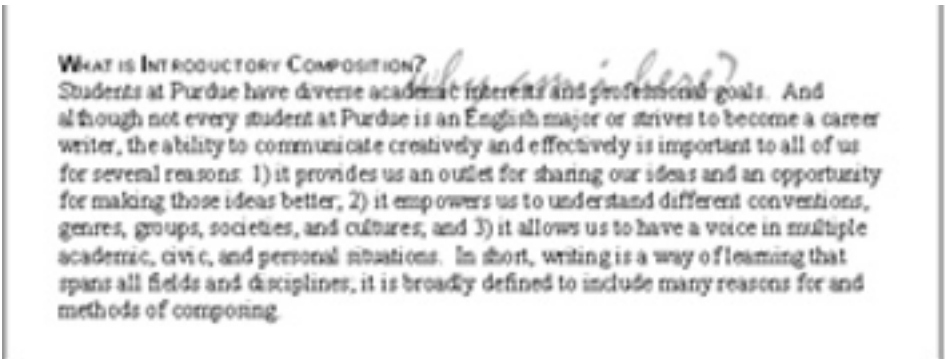 WHAT IS INTRODUCTORY COMPOSITION?
why am i here?
Students at Purdue have diverse academic interests and professional goals. And
although not every student at Purdue is an English major or strives to become a career
writer, the ability to communicate creatively and effectively is important to all of us
for several reasons: 1) it provides us an outlet for sharing our ideas and an opportunity
for making those ideas better; 2) it empowers us to understand different conventions,
genres, groups, societies, and cultures; and 3) it allows us to have a voice in multiple
academic, civic, and personal situations. In short, writing is a way of learning that
spans all fields and disciplines; it is broadly defined to include many reasons for and
methods of composing.